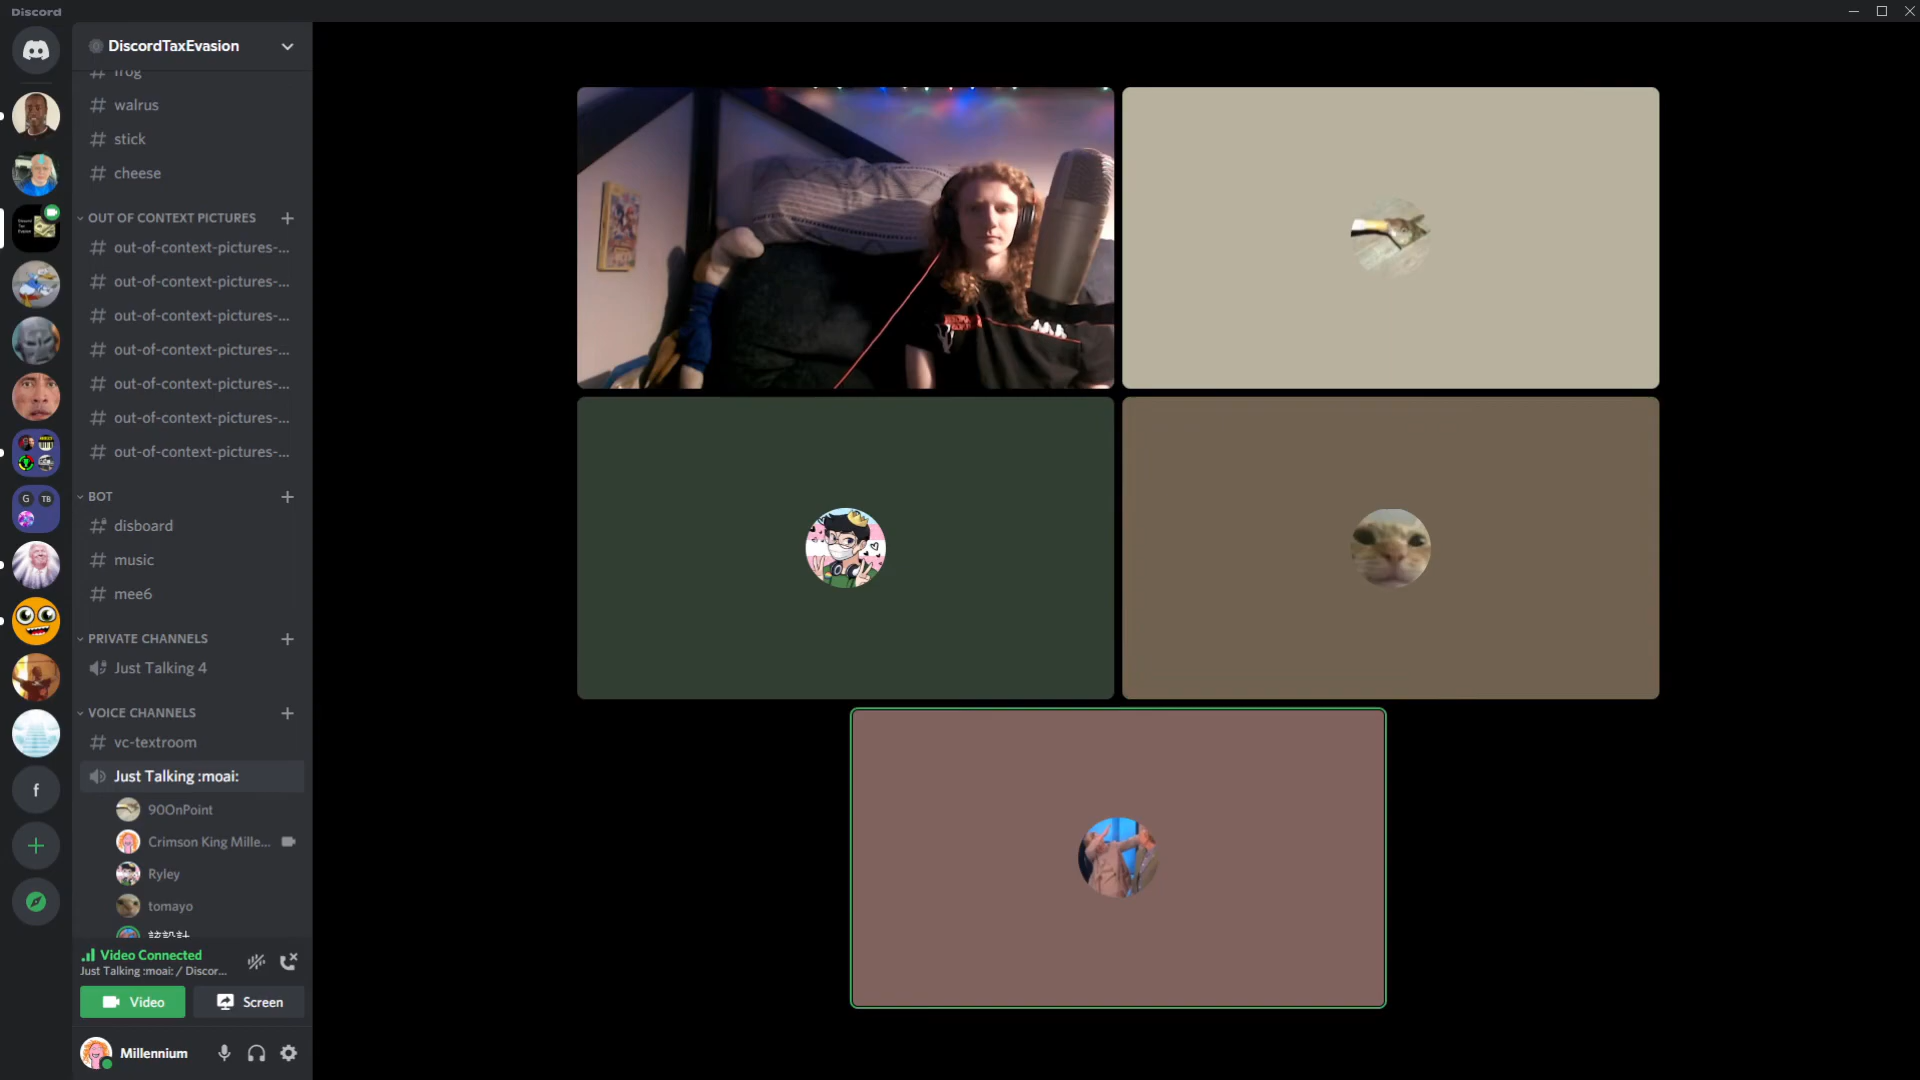 Discord
DiscordTaxEvasion
frog
walrus
stick
cheese
OUT OF CONTEXT PICTURES
out-of-context-pictures-...
out-of-context-pictures-...
out-of-context-pictures-...
out-of-context-pictures-...
out-of-context-pictures-...
out-of-context-pictures-...
out-of-context-pictures-...
BOT
disboard
music
mee6
PRIVATE CHANNELS
Just Talking 4
VOICE CHANNELS
vc-textroom
Just Talking :moai:
90OnPoint
Crimson King Mille...
Ryley
tomayo
Video Connected
Just Talking :moai: / Discor...
Video
Screen
Millennium
G TB
f